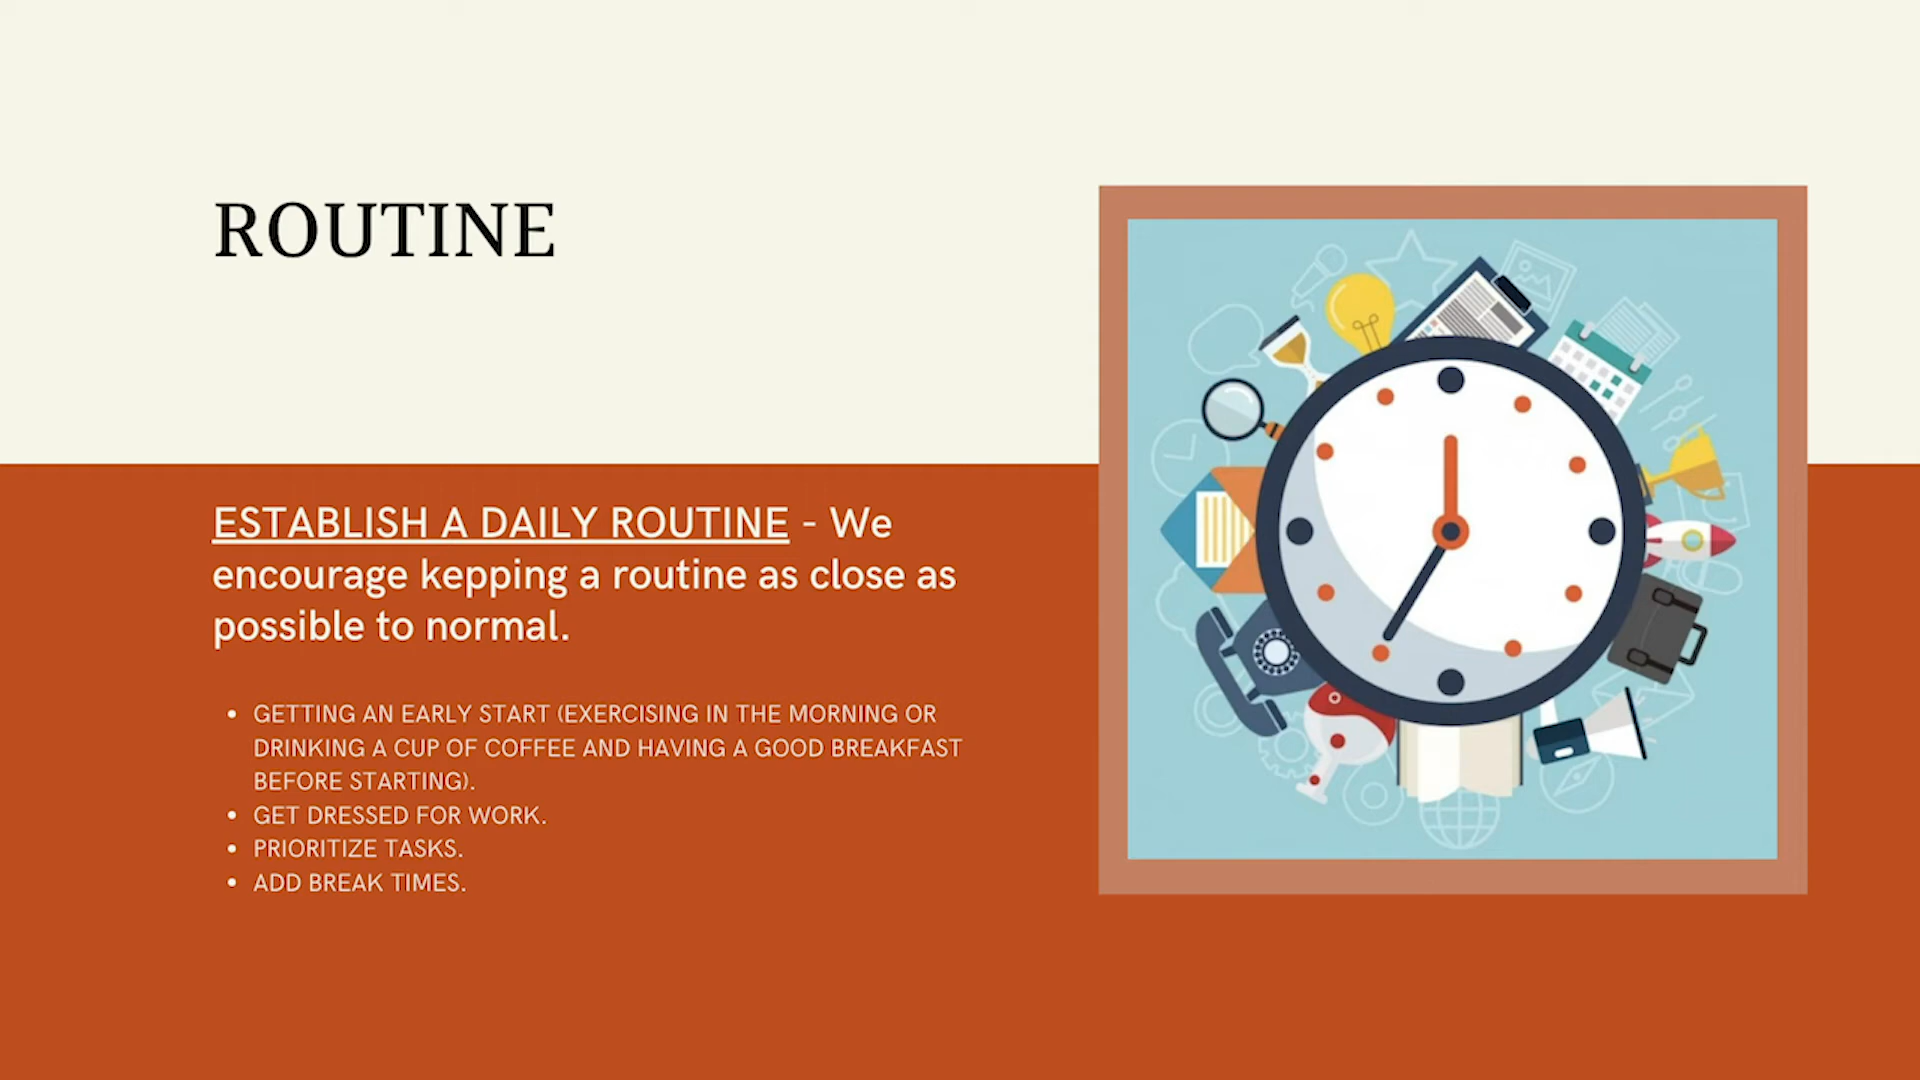 ROUTINE
ESTABLISH A DAILY ROUTINE - We
encourage kepping a routine as close as
possible to normal.
• GETTING AN EARLY START (EXERCISING IN THE MORNING OR
DRINKING A CUP OF COFFEE AND HAVING A GOOD BREAKFAST
BEFORE STARTING).
• GET DRESSED FOR WORK.
• PRIORITIZE TASKS.
• ADD BREAK TIMES.